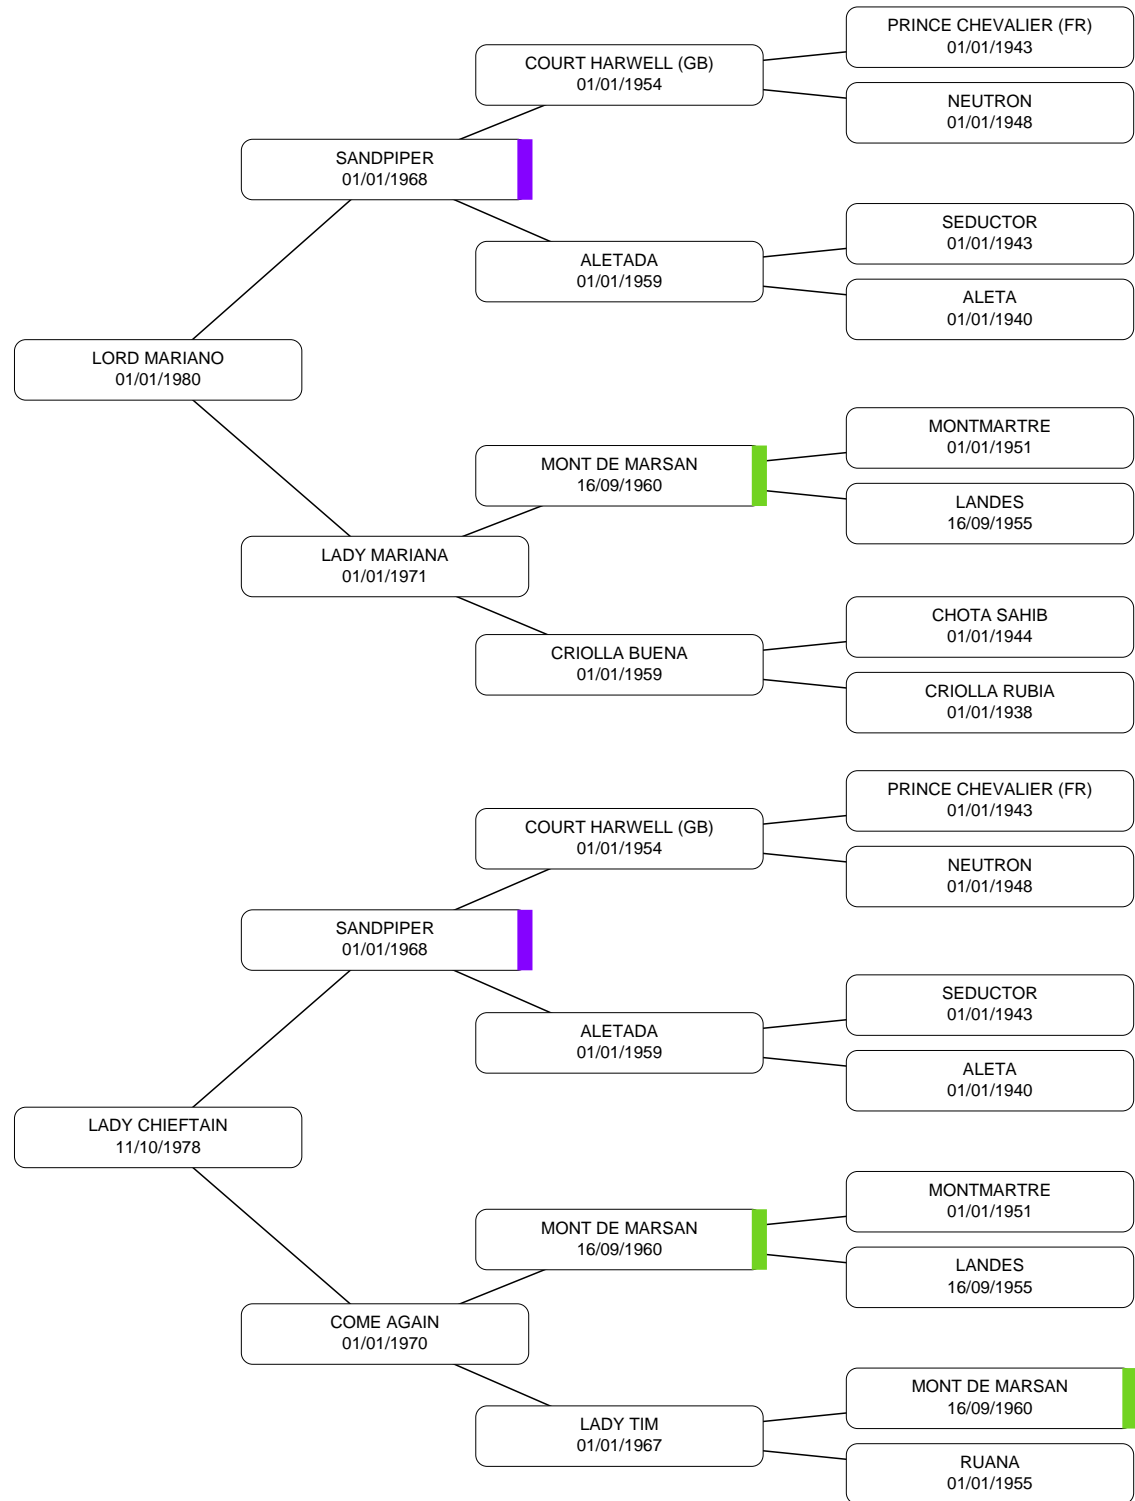 PRINCE CHEVALIER (FR)
01/01/1943
COURT HARWELL (GB)
01/01/1954
NEUTRON
01/01/1948
SANDPIPER
01/01/1968
SEDUCTOR
01/01/1943
ALETADA
01/01/1959
ALETA
01/01/1940
LORD MARIANO
01/01/1980
MONTMARTRE
01/01/1951
MONT DE MARSAN
16/09/1960
LANDES
16/09/1955
LADY MARIANA
01/01/1971
CHOTA SAHIB
01/01/1944
CRIOLLA BUENA
01/01/1959
CRIOLLA RUBIA
01/01/1938
PRINCE CHEVALIER (FR)
01/01/1943
COURT HARWELL (GB)
01/01/1954
NEUTRON
01/01/1948
SANDPIPER
01/01/1968
SEDUCTOR
01/01/1943
ALETADA
01/01/1959
ALETA
01/01/1940
LADY CHIEFTAIN
11/10/1978
MONTMARTRE
01/01/1951
MONT DE MARSAN
16/09/1960
LANDES
16/09/1955
COME AGAIN
01/01/1970
MONT DE MARSAN
16/09/1960
LADY TIM
01/01/1967
RUANA
01/01/1955